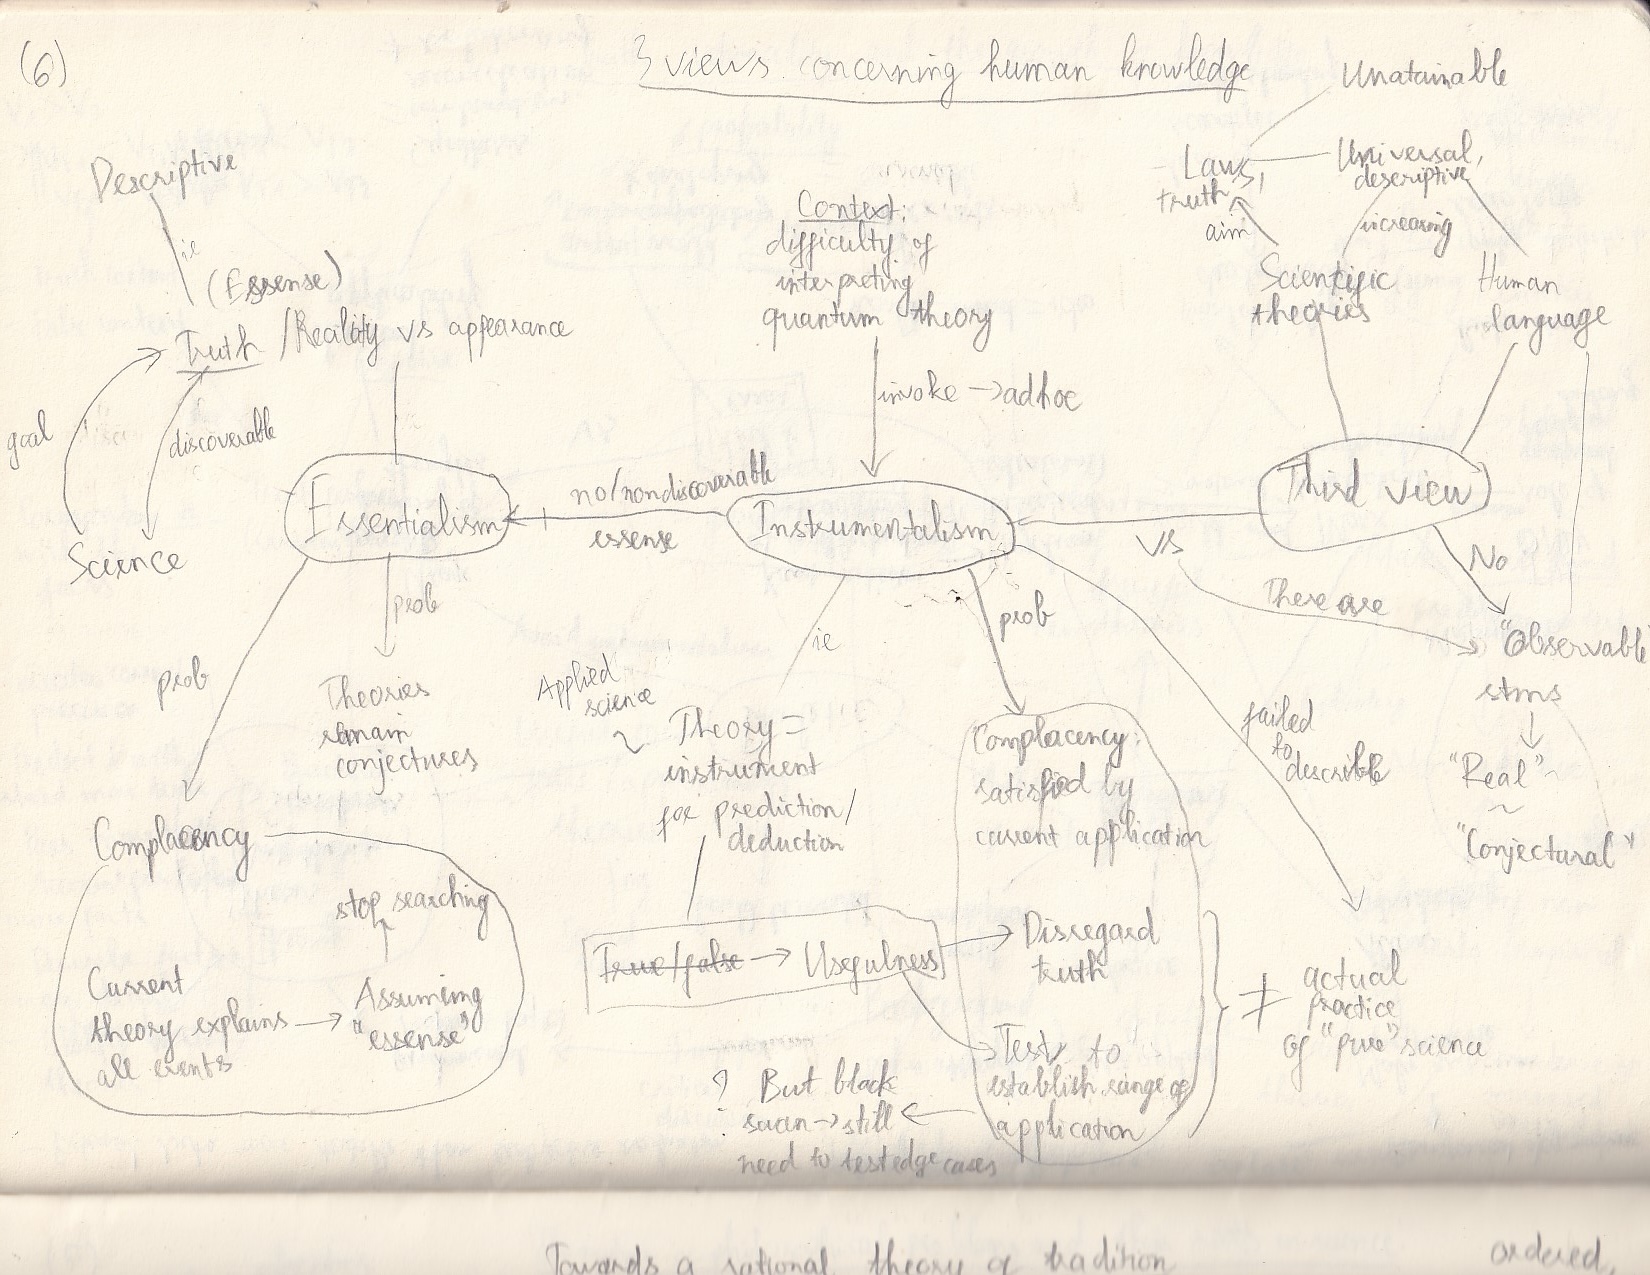 (6)
3 views concerning human knowledge
Unatainable
Laws,
truth
aim
Universal,
descriptive
increasing
Scientific
theories
Human
language
Descriptive
ie
(Essense)
Truth / Reality vs appearance
goal
discoverable
Science
Context:
difficulty of
interpreting
quantum theory
invoke → adhoc
Essentialism
no/nondiscoverable
essense
Instrumentalism
vs
Third view
No
There are
"Observable"
stms
"Real" ~
~
"Conjectural"
prob
prob
Theories
remain
conjectures
Applied
science
~
ie
Theory =
instrument
for prediction/
deduction
prob
Complacency:
satisfied by
current application
failed
to
describe
Complacency
stop searching
Current
theory explains →
all events
Assuming
"essense"
True/false → Usefulness
Disregard
truth
Test to
establish range of
application
≠
actual
practice
of "pure" science
? But black
swan → still
need to test edge cases
Towards a rational theory of tradition
ordered,